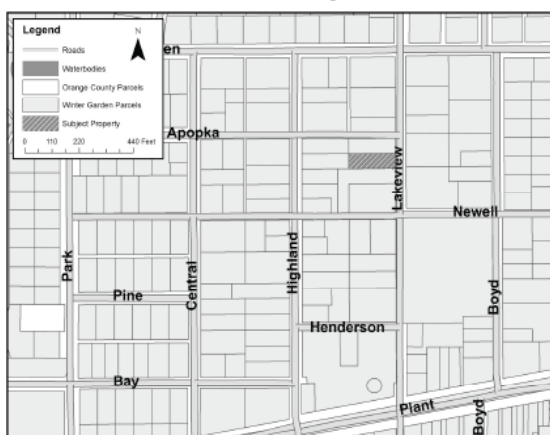 Legend
N
Roads
Waterbodies
Orange County Parcels
Winter Garden Parcels
Subject Property
0 110 220 440 Feet
en
Apopka
Lakeview
Newell
Park
Central
Highland
Boyd
Pine
Henderson
Bay
Plant
Boyd